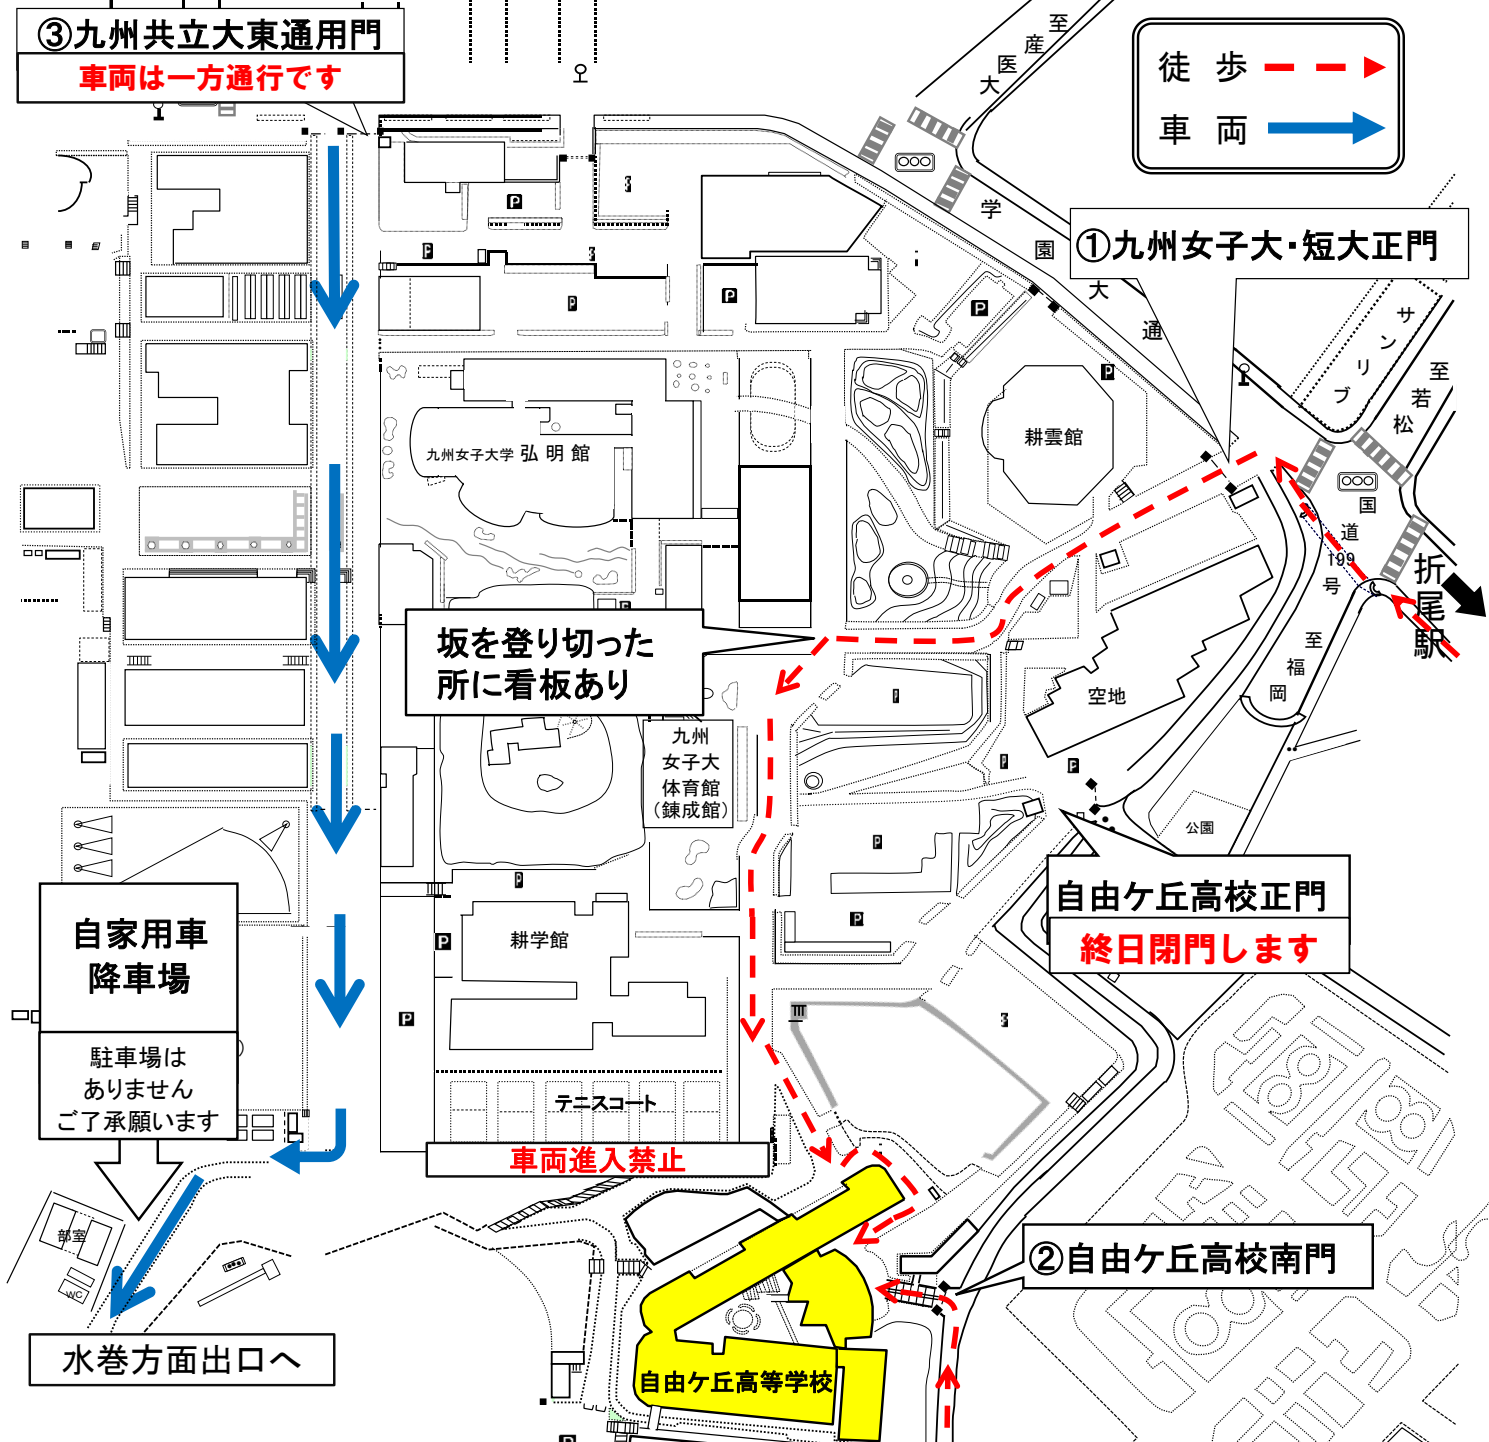 ③九州共立大東通用門
車両は一方通行です
徒 歩
車 両
至産医大
学園大通
①九州女子大・短大正門
サンリブ
至若松
国道199号
折尾駅
至福岡
耕雲館
九州女子大学 弘明館
坂を登り切った
所に看板あり
空地
九州
女子大
体育館
(錬成館)
公園
自由ケ丘高校正門
終日閉門します
自家用車
降車場
駐車場は
ありません
ご了承願います
耕学館
テニスコート
車両進入禁止
部室
WC
②自由ケ丘高校南門
水巻方面出口へ
自由ケ丘高等学校
P
P
P
P
P
P
P
P
P
P
P
P
P
P